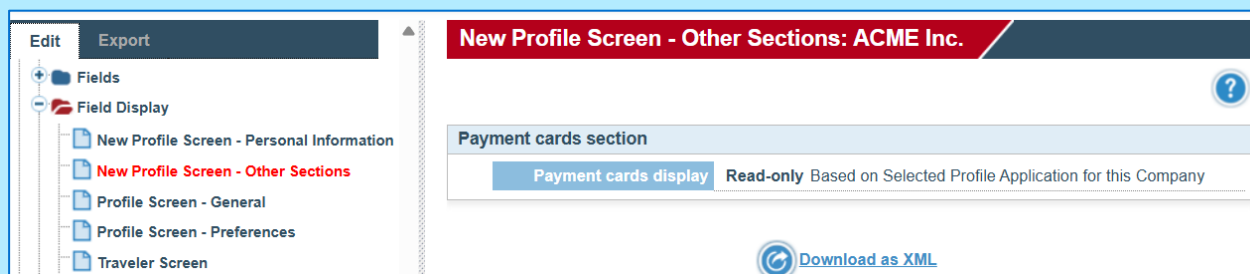 Edit Export
Fields
Field Display
New Profile Screen - Personal Information
New Profile Screen - Other Sections
Profile Screen - General
Profile Screen - Preferences
Traveler Screen
New Profile Screen - Other Sections: ACME Inc.
?
Payment cards section
Payment cards display Read-only Based on Selected Profile Application for this Company
Download as XML